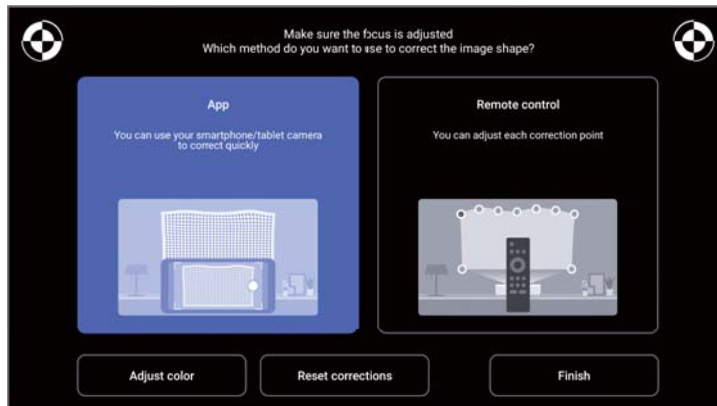 Make sure the focus is adjusted
Which method do you want to use to correct the image shape?
App
You can use your smartphone/tablet camera
to correct quickly
Remote control
You can adjust each correction point
Adjust color
Reset corrections
Finish